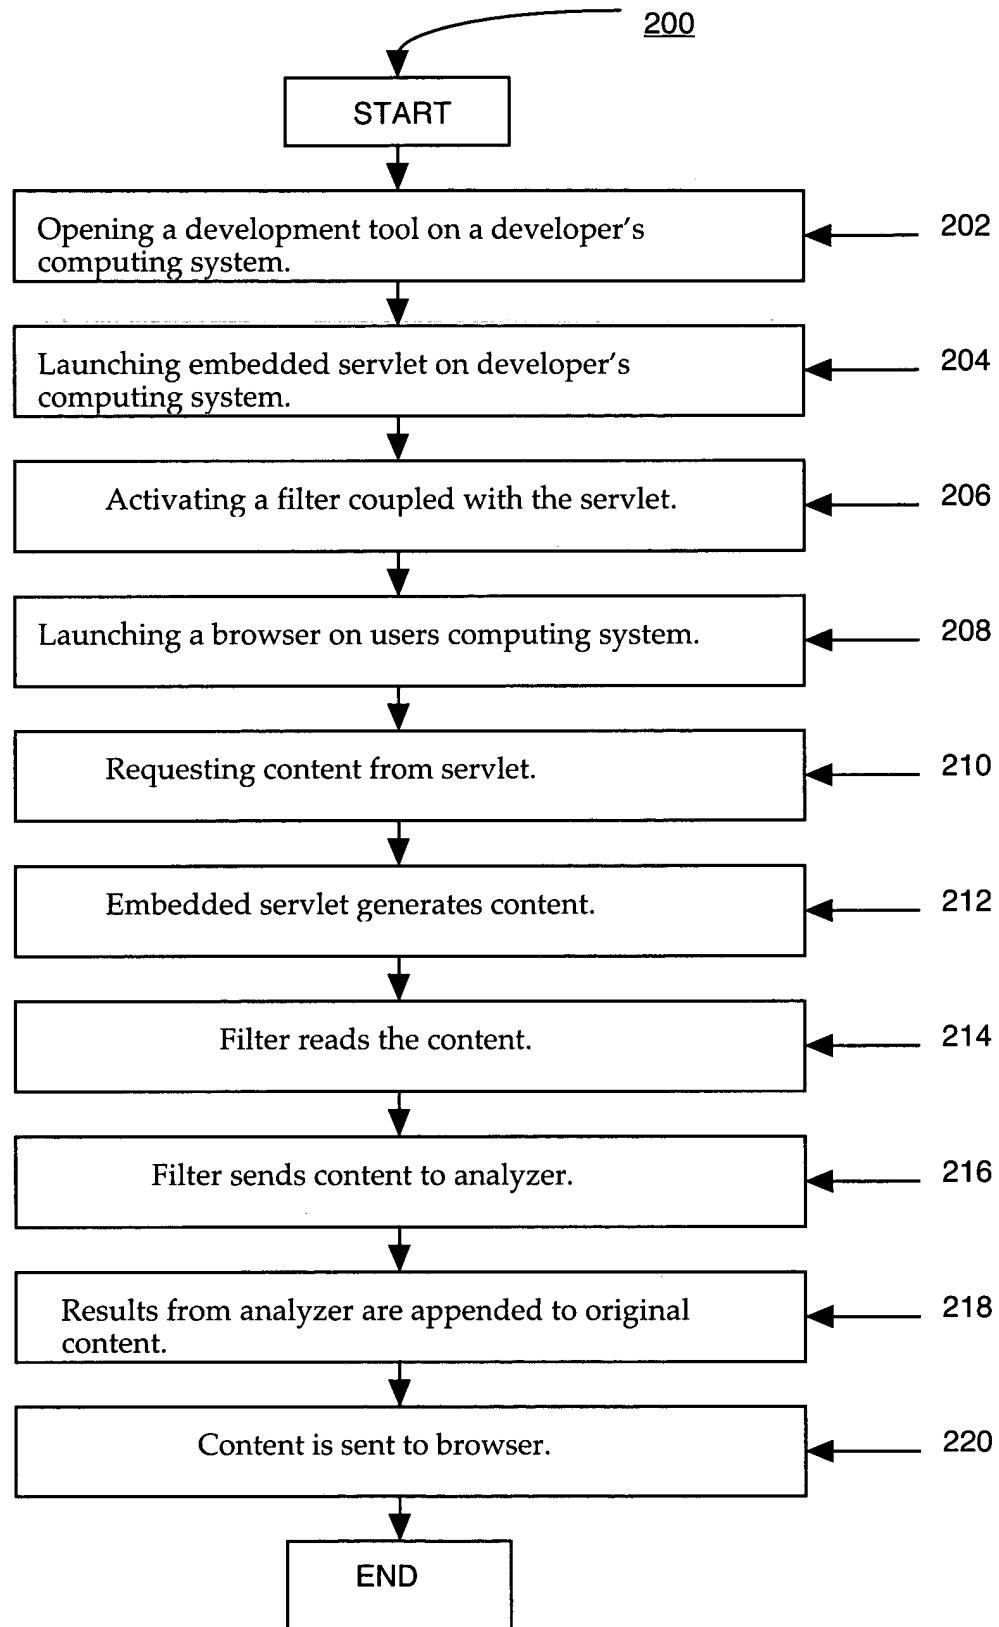 200
START
Opening a development tool on a developer's
computing system.
202
Launching embedded servlet on developer's
computing system.
204
Activating a filter coupled with the servlet.
206
Launching a browser on users computing system.
208
Requesting content from servlet.
210
Embedded servlet generates content.
212
Filter reads the content.
214
Filter sends content to analyzer.
216
Results from analyzer are appended to original
content.
218
Content is sent to browser.
220
END